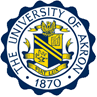 THE UNIVERSITY OF AKRON
1870